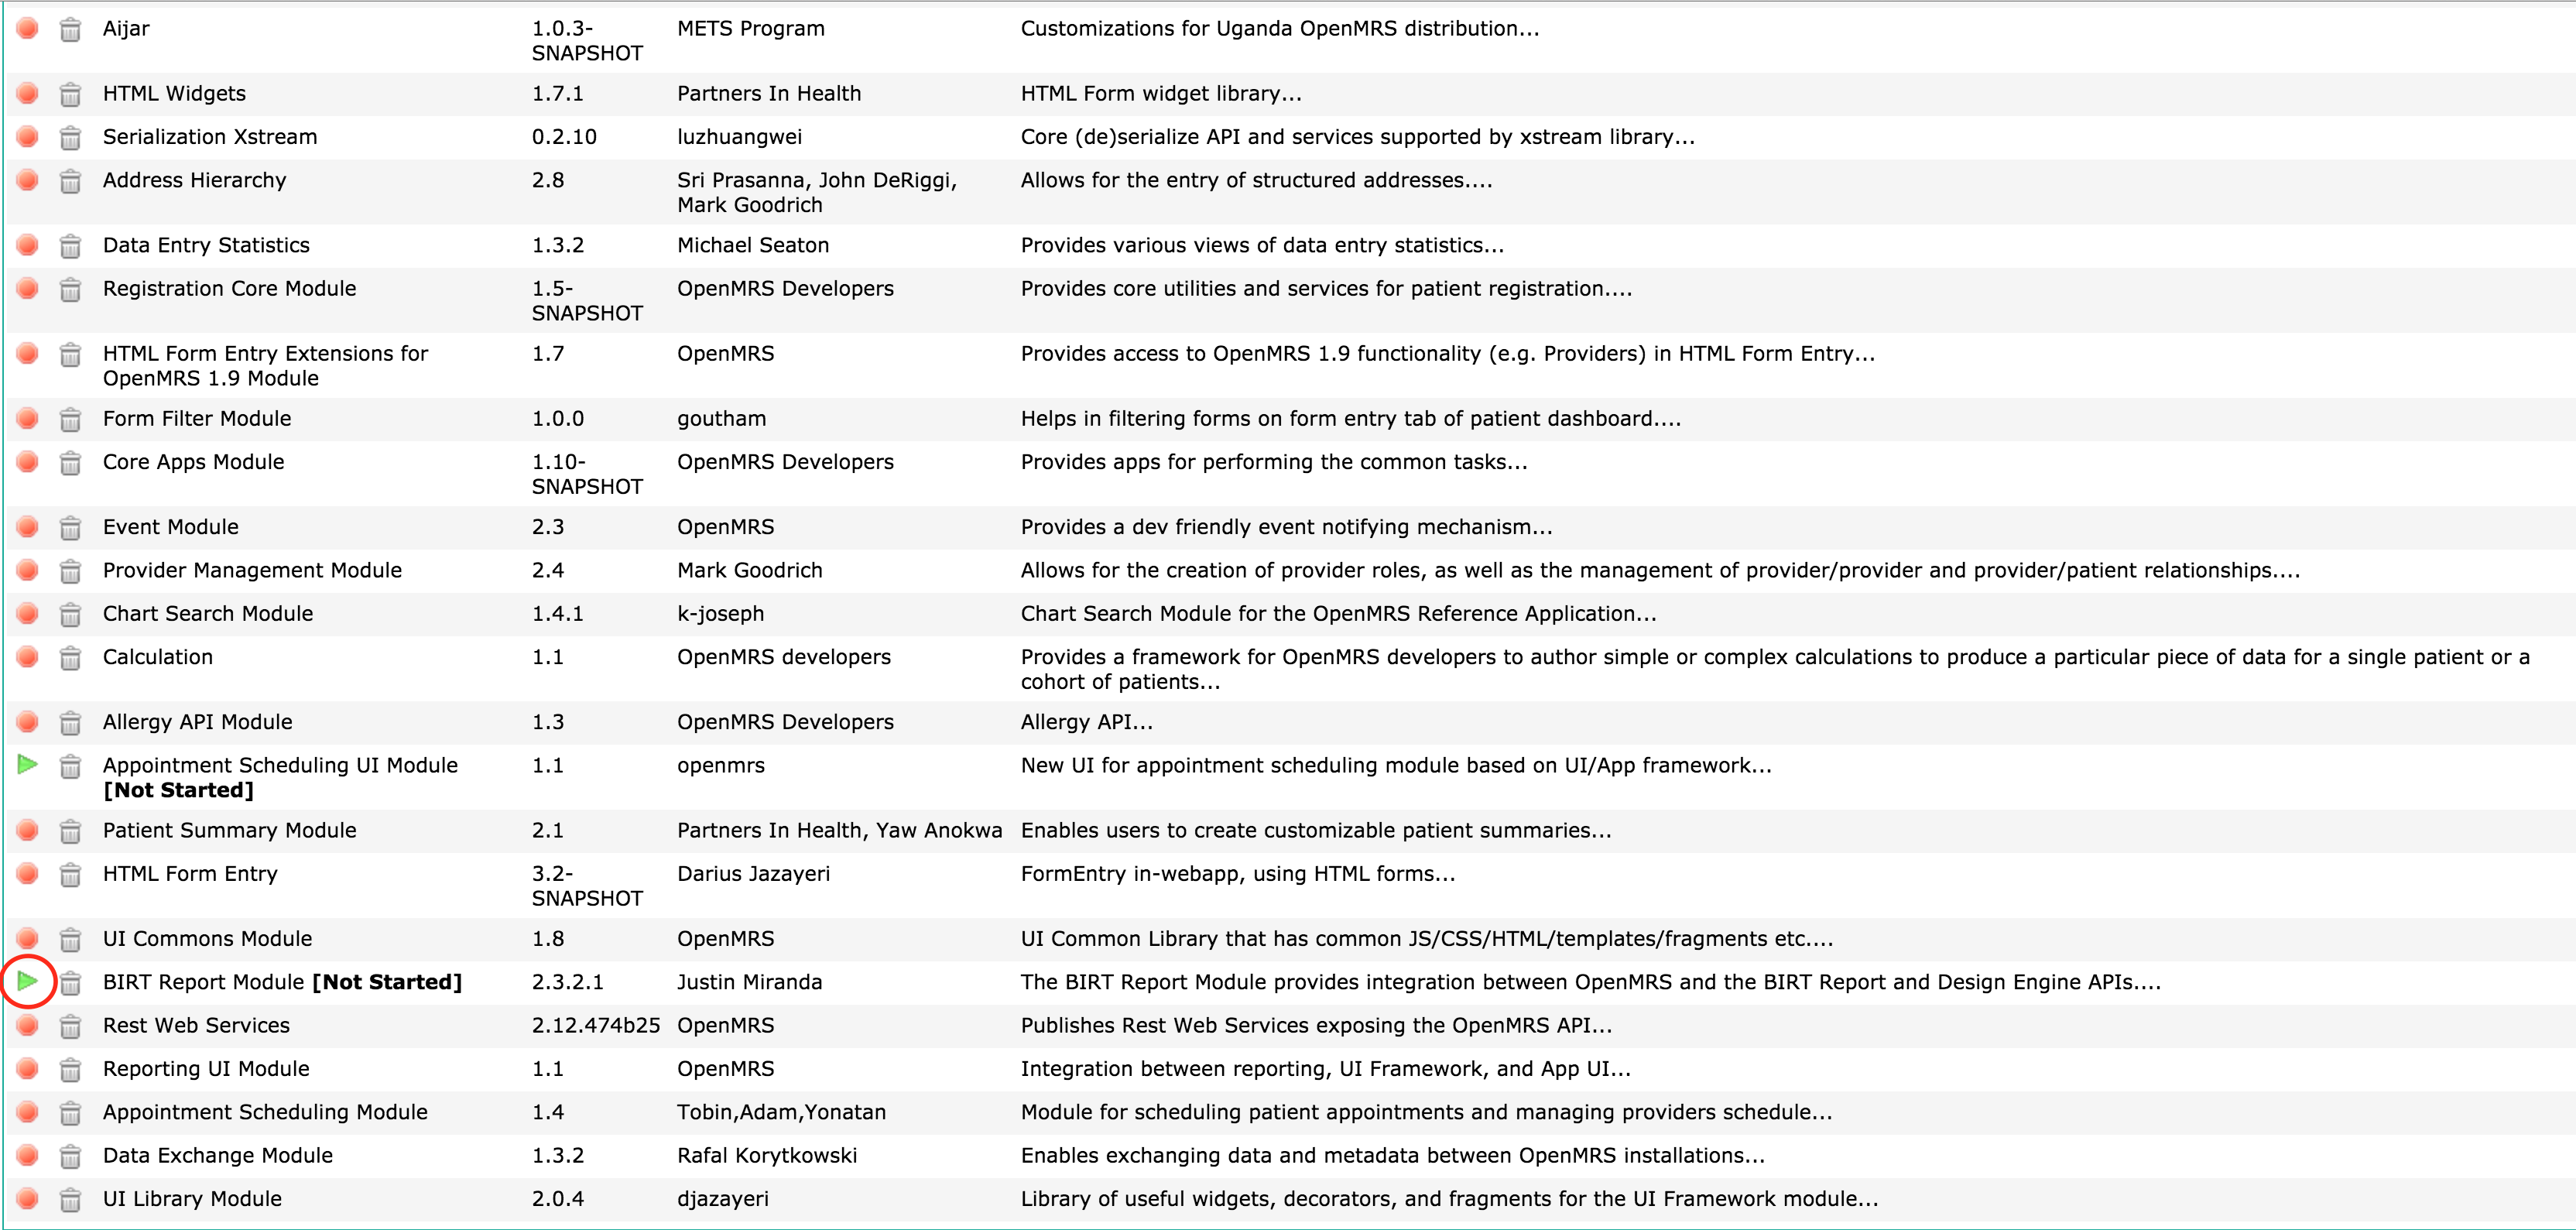 Aijar 1.0.3- METS Program Customizations for Uganda OpenMRS distribution...
SNAPSHOT
HTML Widgets 1.7.1 Partners In Health HTML Form widget library...
Serialization Xstream 0.2.10 luzhuangwei Core (de)serialize API and services supported by xstream library...
Address Hierarchy 2.8 Sri Prasanna, John DeRiggi, Allows for the entry of structured addresses....
Mark Goodrich
Data Entry Statistics 1.3.2 Michael Seaton Provides various views of data entry statistics...
Registration Core Module 1.5- OpenMRS Developers Provides core utilities and services for patient registration....
SNAPSHOT
HTML Form Entry Extensions for 1.7 OpenMRS Provides access to OpenMRS 1.9 functionality (e.g. Providers) in HTML Form Entry...
OpenMRS 1.9 Module
Form Filter Module 1.0.0 goutham Helps in filtering forms on form entry tab of patient dashboard....
Core Apps Module 1.10- OpenMRS Developers Provides apps for performing the common tasks...
SNAPSHOT
Event Module 2.3 OpenMRS Provides a dev friendly event notifying mechanism...
Provider Management Module 2.4 Mark Goodrich Allows for the creation of provider roles, as well as the management of provider/provider and provider/patient relationships....
Chart Search Module 1.4.1 k-joseph Chart Search Module for the OpenMRS Reference Application...
Calculation 1.1 OpenMRS developers Provides a framework for OpenMRS developers to author simple or complex calculations to produce a particular piece of data for a single patient or a
cohort of patients...
Allergy API Module 1.3 OpenMRS Developers Allergy API...
Appointment Scheduling UI Module 1.1 openmrs New UI for appointment scheduling module based on UI/App framework...
[Not Started]
Patient Summary Module 2.1 Partners In Health, Yaw Anokwa Enables users to create customizable patient summaries...
HTML Form Entry 3.2- Darius Jazayeri FormEntry in-webapp, using HTML forms...
SNAPSHOT
UI Commons Module 1.8 OpenMRS UI Common Library that has common JS/CSS/HTML/templates/fragments etc....
BIRT Report Module [Not Started] 2.3.2.1 Justin Miranda The BIRT Report Module provides integration between OpenMRS and the BIRT Report and Design Engine APIs....
Rest Web Services 2.12.474b25 OpenMRS Publishes Rest Web Services exposing the OpenMRS API...
Reporting UI Module 1.1 OpenMRS Integration between reporting, UI Framework, and App UI...
Appointment Scheduling Module 1.4 Tobin,Adam,Yonatan Module for scheduling patient appointments and managing providers schedule...
Data Exchange Module 1.3.2 Rafal Korytkowski Enables exchanging data and metadata between OpenMRS installations...
UI Library Module 2.0.4 djazayeri Library of useful widgets, decorators, and fragments for the UI Framework module...